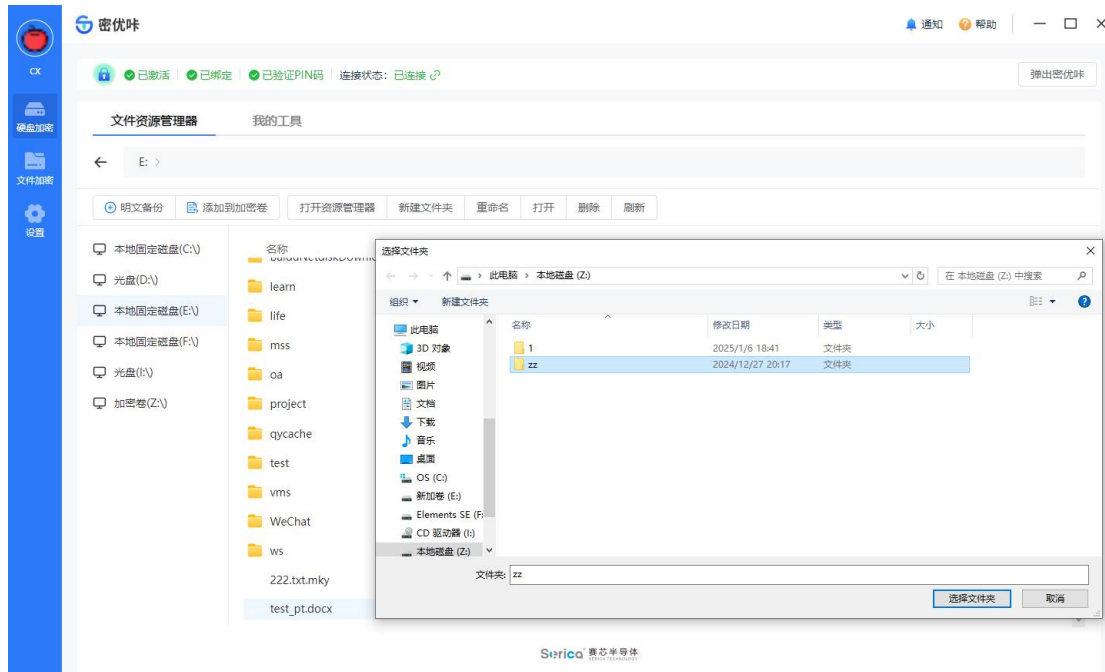 密优咔
通知 帮助
CX
已激活 已绑定 已验证PIN码 连接状态：已连接
弹出密优咔
硬盘加密
文件加密
设置
文件资源管理器 我的工具
E: >
明文备份 添加到加密卷 打开资源管理器 新建文件夹 重命名 打开 删除 刷新
本地固定磁盘(C:\)
光盘(D:\)
本地固定磁盘(E:\)
本地固定磁盘(F:\)
光盘(I:\)
加密卷(Z:\)
名称
learn
life
mss
oa
project
qycache
test
vms
WeChat
ws
222.txt.mky
test_pt.docx
选择文件夹
此电脑 › 本地磁盘 (Z:)
在 本地磁盘 (Z:) 中搜索
组织 新建文件夹
此电脑
3D 对象
视频
图片
文档
下载
音乐
桌面
OS (C:)
新加卷 (E:)
Elements SE (F:
CD 驱动器 (I:)
本地磁盘 (Z:)
名称 修改日期 类型 大小
1 2025/1/6 18:41 文件夹
zz 2024/12/27 20:17 文件夹
文件夹: zz
选择文件夹 取消
Serica 赛芯半导体